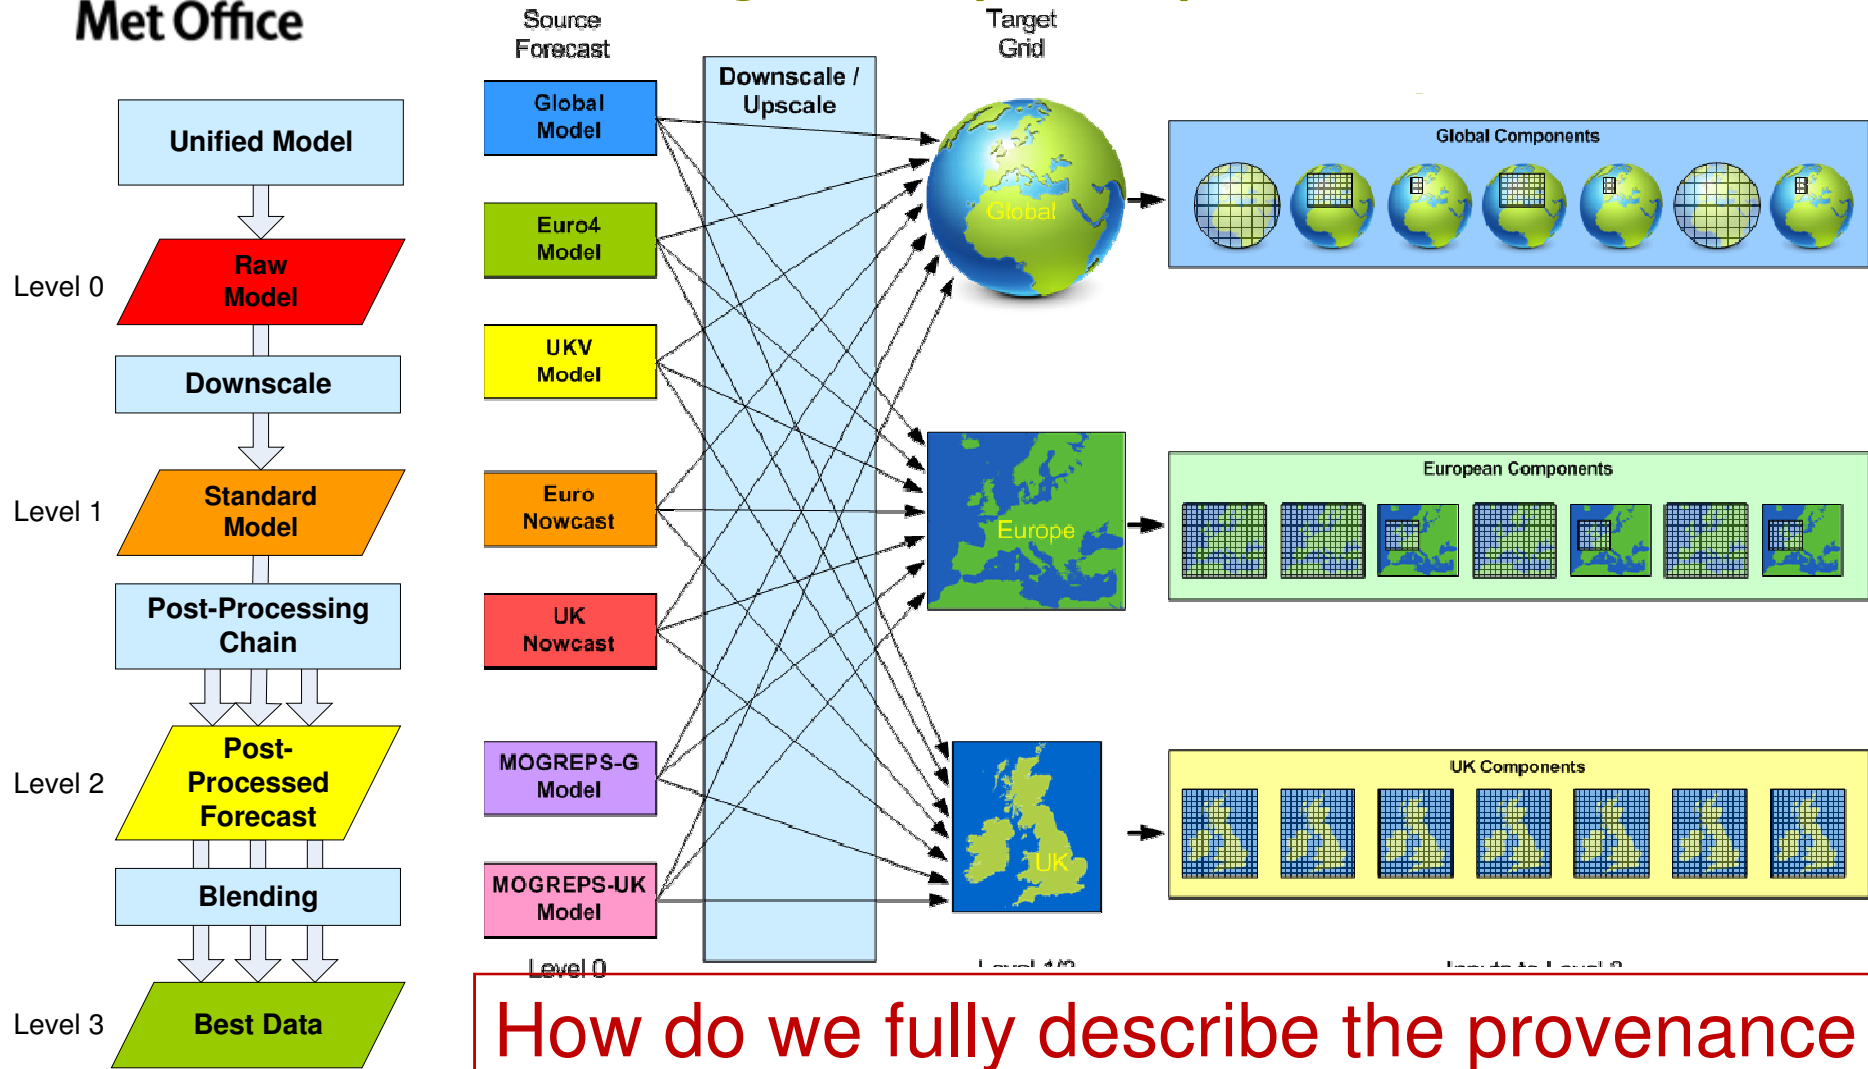 Met Office
Unified Model
Level 0
Raw
Model
Downscale
Level 1
Standard
Model
Post-Processing
Chain
Level 2
Post-
Processed
Forecast
Blending
Level 3
Best Data
Source
Forecast
Target
Grid
Downscale /
Upscale
Global
Model
Euro4
Model
UKV
Model
Euro
Nowcast
UK
Nowcast
MOGREPS-G
Model
MOGREPS-UK
Model
Level 0
Global
Europe
UK
Global Components
European Components
UK Components
How do we fully describe the provenance